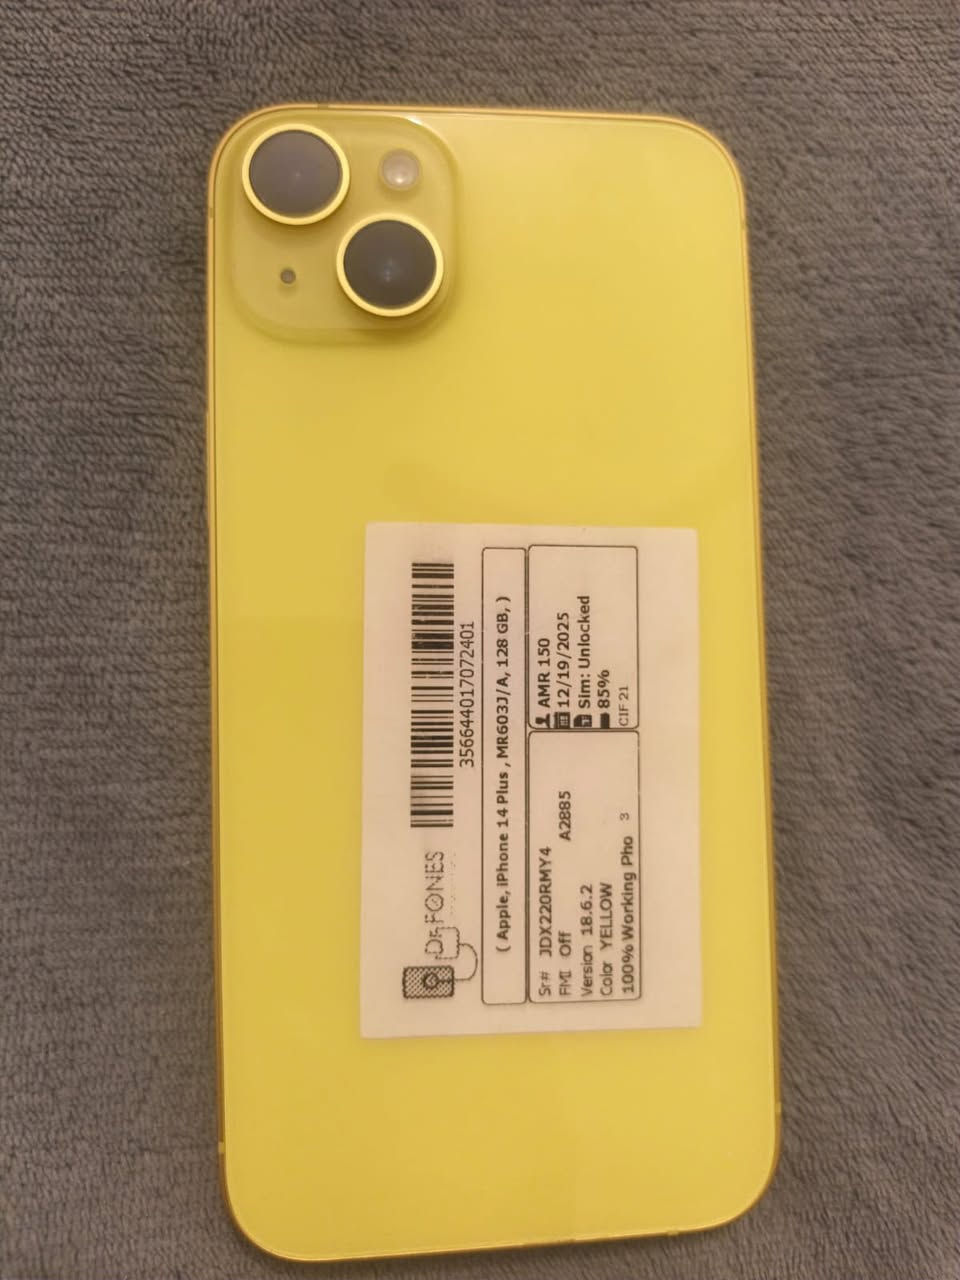 DR.FONES
356644017072401
( Apple, iPhone 14 Plus , MR603J/A, 128 GB, )
Sr# JDX220RMY4
FMI Off A2885
Version 18.6.2
Color YELLOW
100% Working Pho 3
AMR 150
12/19/2025
Sim: Unlocked
85%
CIF 21